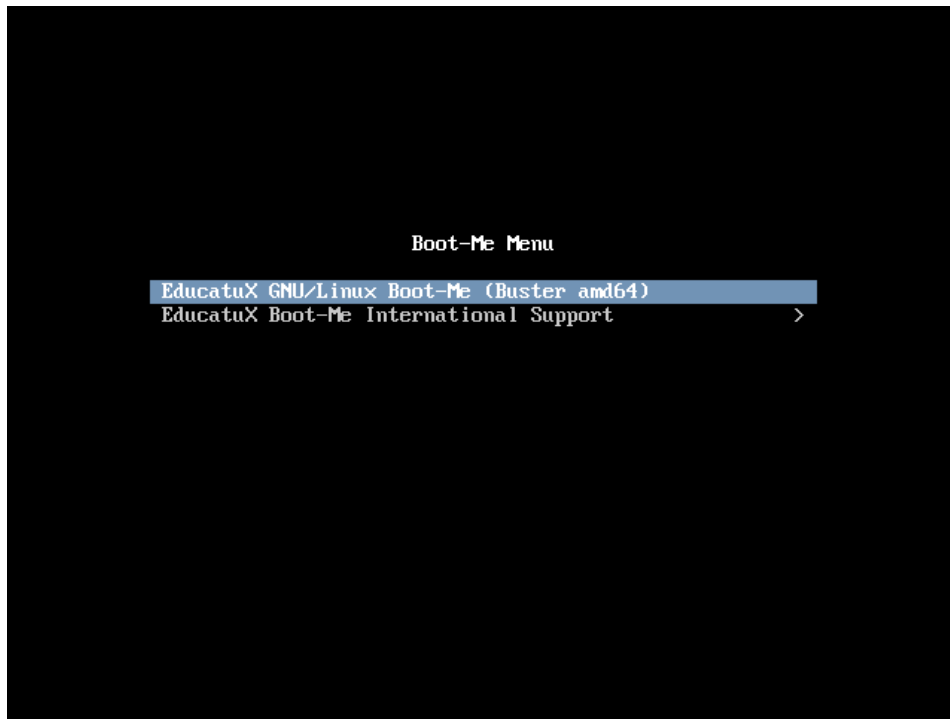 Boot-Me Menu
EducatuX GNU/Linux Boot-Me (Buster amd64)
EducatuX Boot-Me International Support >